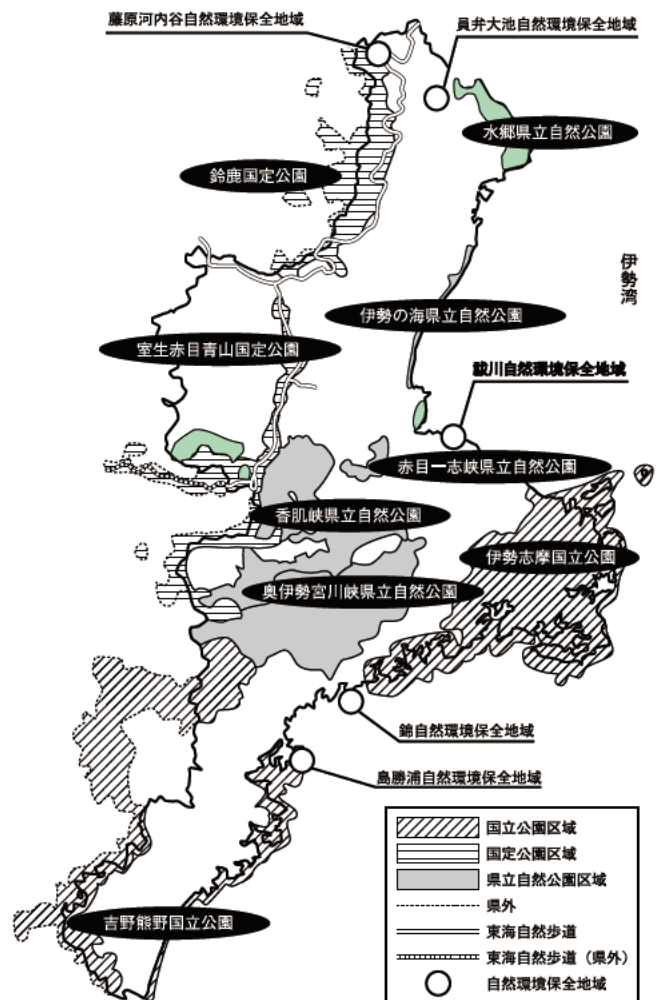 藤原河内谷自然環境保全地域
員弁大池自然環境保全地域
水郷県立自然公園
鈴鹿国定公園
伊勢湾
伊勢の海県立自然公園
室生赤目青山国定公園
祓川自然環境保全地域
赤目一志峡県立自然公園
香肌峡県立自然公園
伊勢志摩国立公園
奥伊勢宮川峡県立自然公園
錦自然環境保全地域
島勝浦自然環境保全地域
吉野熊野国立公園
国立公園区域
国定公園区域
県立自然公園区域
県外
東海自然歩道
東海自然歩道（県外）
自然環境保全地域